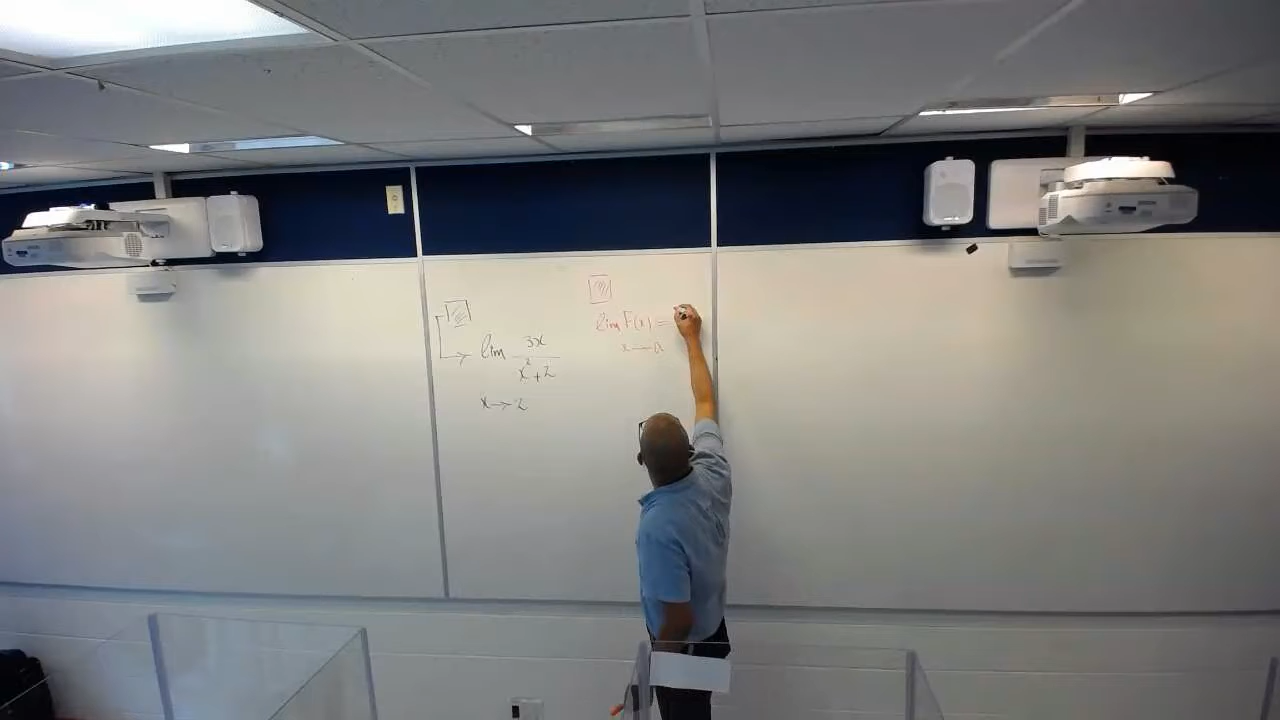 lim 3x
x² + 2
x → 2
lim F(x) =
x — a